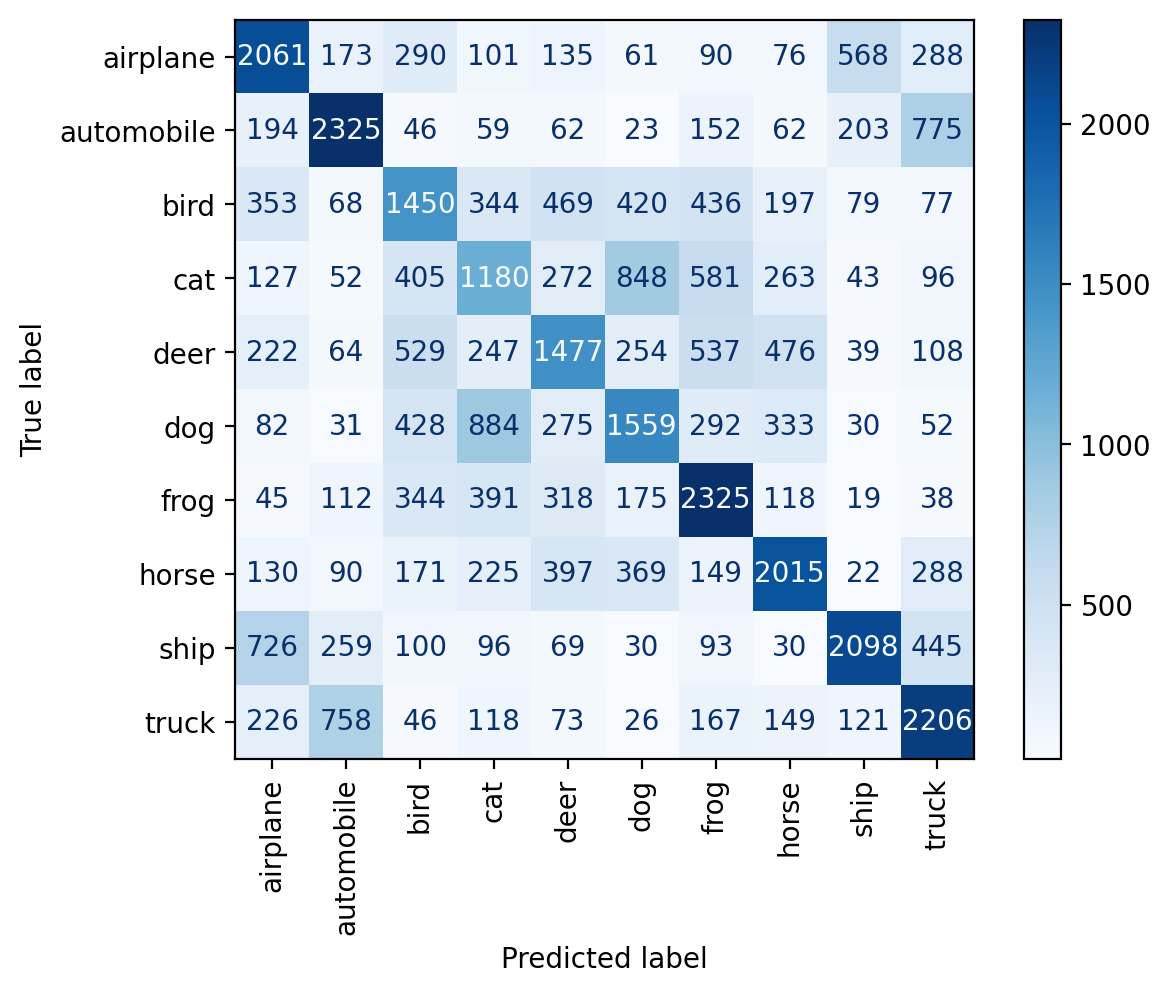 airplane 2061 173 290 101 135 61 90 76 568 288
automobile 194 2325 46 59 62 23 152 62 203 775
2000
bird 353 68 1450 344 469 420 436 197 79 77
cat 127 52 405 1180 272 848 581 263 43 96
1500
deer 222 64 529 247 1477 254 537 476 39 108
True label
dog 82 31 428 884 275 1559 292 333 30 52
1000
frog 45 112 344 391 318 175 2325 118 19 38
horse 130 90 171 225 397 369 149 2015 22 288
500
ship 726 259 100 96 69 30 93 30 2098 445
truck 226 758 46 118 73 26 167 149 121 2206
airplane automobile bird cat deer dog frog horse ship truck
Predicted label